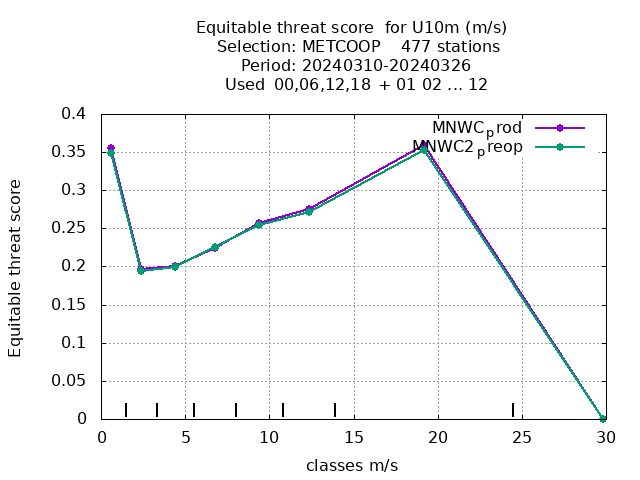 Equitable threat score for U10m (m/s)
Selection: METCOOP 477 stations
Period: 20240310-20240326
Used 00,06,12,18 + 01 02 ... 12
MNWCprod
MNWC2preop
0.4
0.35
0.3
0.25
0.2
0.15
0.1
0.05
0
Equitable threat score
0 5 10 15 20 25 30
classes m/s